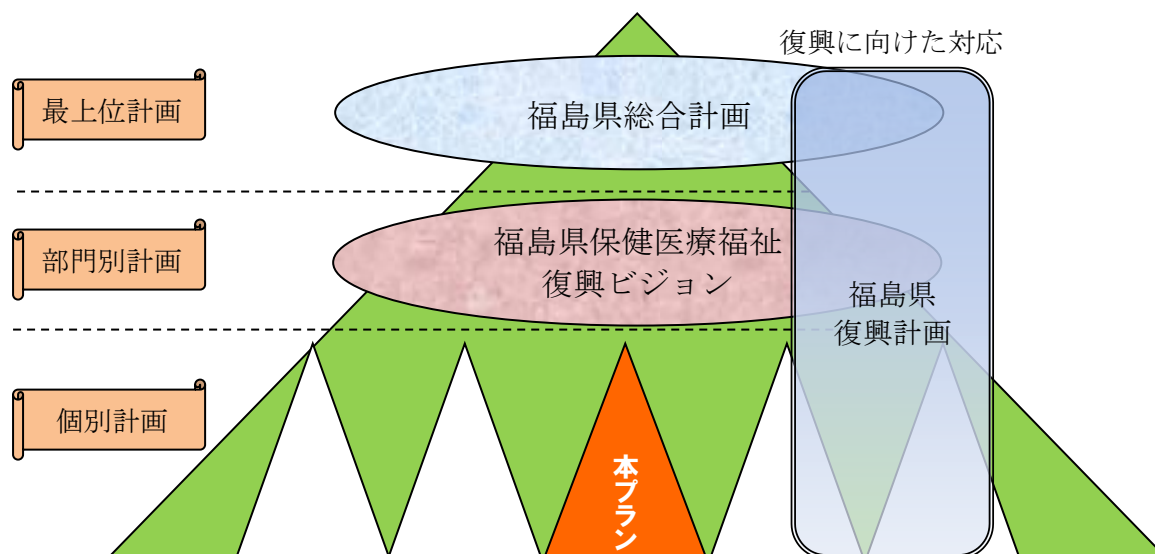 復興に向けた対応
最上位計画
福島県総合計画
部門別計画
福島県保健医療福祉
復興ビジョン
福島県
復興計画
個別計画
本プラン